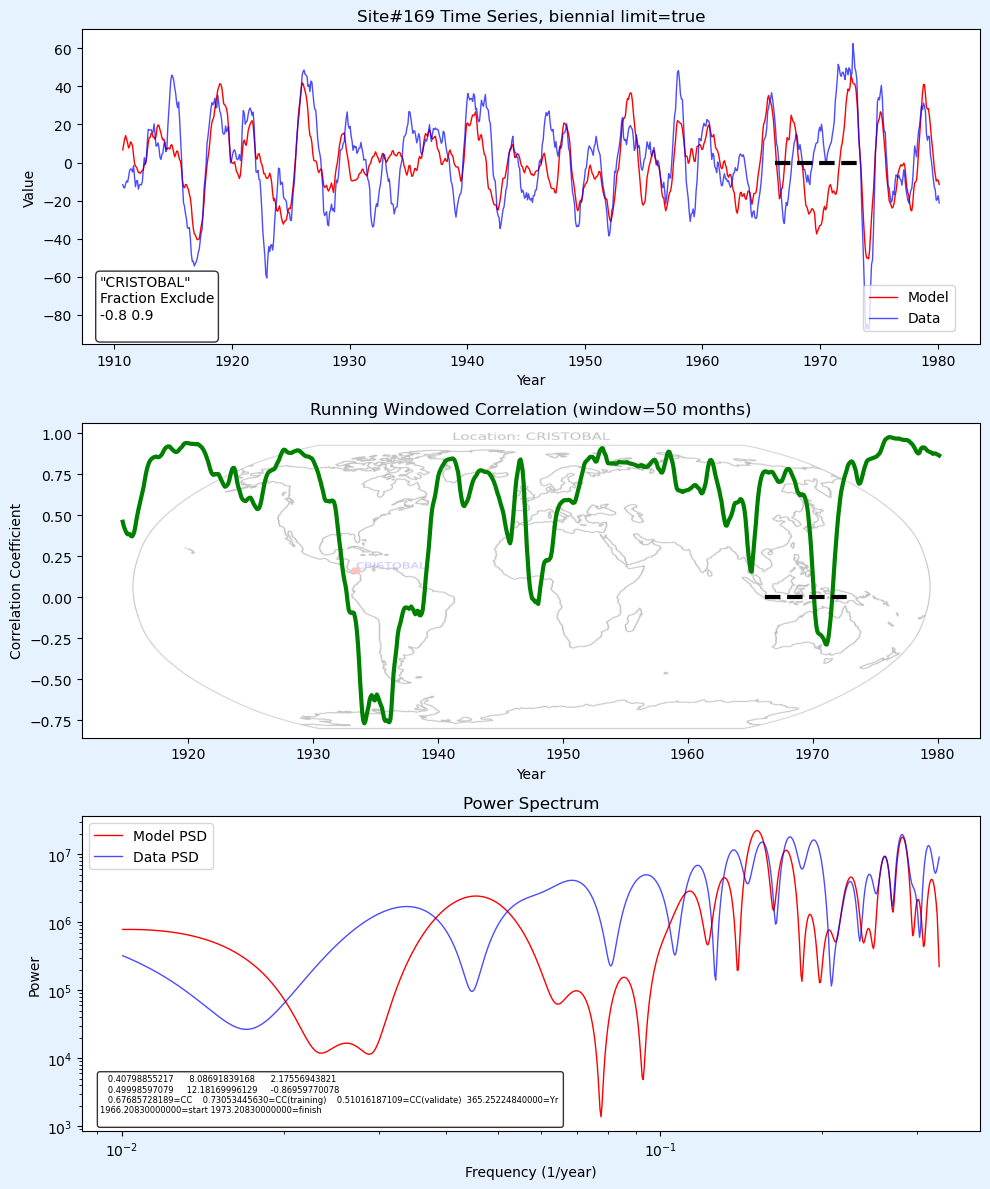 Site#169 Time Series, biennial limit=true
60
40
20
0
−20
−40
−60
−80
Value
"CRISTOBAL"
Fraction Exclude
-0.8 0.9
Model
Data
1910 1920 1930 1940 1950 1960 1970 1980
Year
Running Windowed Correlation (window=50 months)
Location: CRISTOBAL
CRISTOBAL
1.00
0.75
0.50
0.25
0.00
−0.25
−0.50
−0.75
Correlation Coefficient
1920 1930 1940 1950 1960 1970 1980
Year
Power Spectrum
Model PSD
Data PSD
10⁷
10⁶
10⁵
10⁴
10³
Power
0.40798855217 8.08691839168 2.17556943821
0.49998597079 12.18169996129 -0.86959770078
0.67685728189=CC 0.73053445630=CC(training) 0.51016187109=CC(validate) 365.25224840000=Yr
1966.20830000000=start 1973.20830000000=finish
10⁻² 10⁻¹
Frequency (1/year)